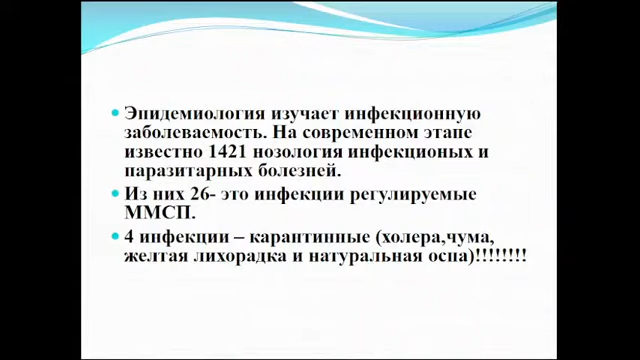 Эпидемиология изучает инфекционную
заболеваемость. На современном этапе
известно 1421 нозология инфекционых и
паразитарных болезней.
Из них 26- это инфекции регулируемые
ММСП.
4 инфекции – карантинные (холера,чума,
желтая лихорадка и натуральная оспа)!!!!!!!!